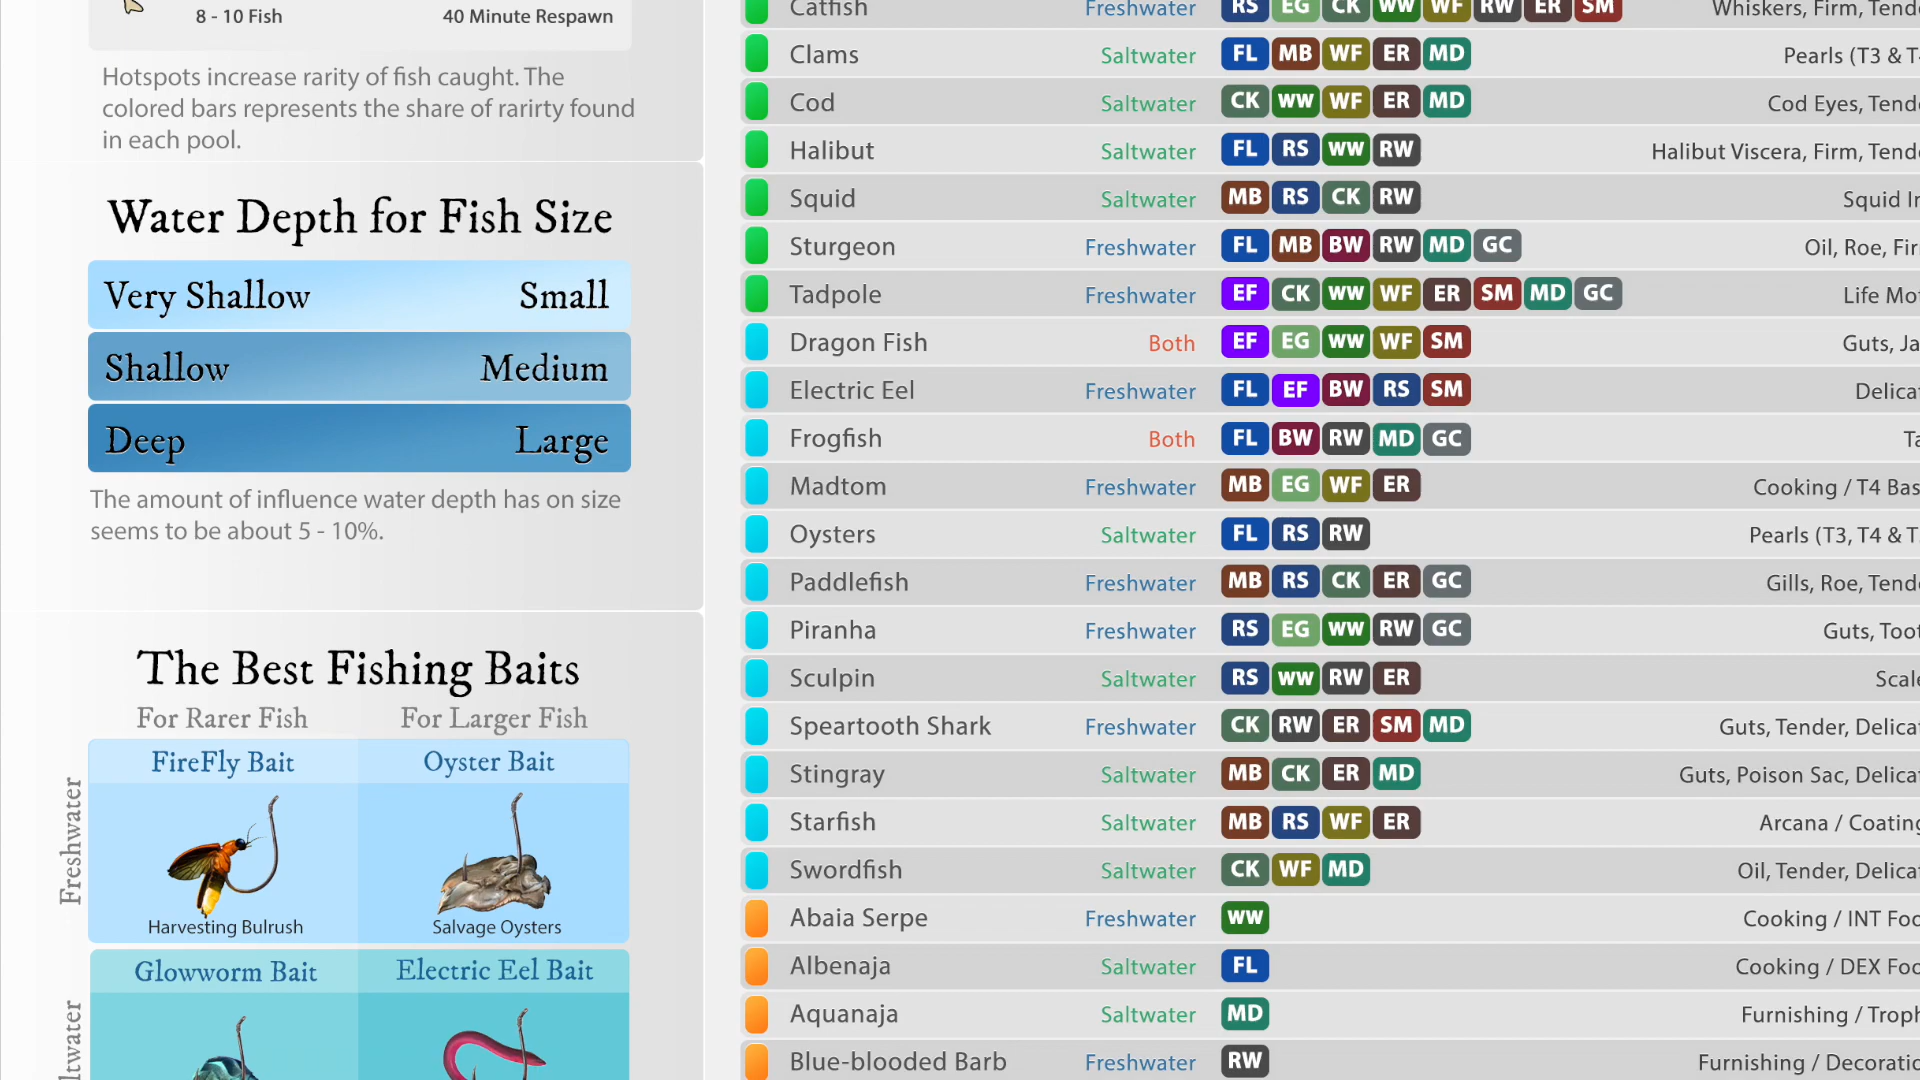 8 - 10 Fish
40 Minute Respawn
Hotspots increase rarity of fish caught. The
colored bars represents the share of rarirty found
in each pool.
Water Depth for Fish Size
Very Shallow Small
Shallow Medium
Deep Large
The amount of influence water depth has on size
seems to be about 5 - 10%.
The Best Fishing Baits
For Rarer Fish For Larger Fish
Freshwater
FireFly Bait Oyster Bait
Harvesting Bulrush Salvage Oysters
Glowworm Bait Electric Eel Bait
Catfish Freshwater RS EG CK WW WF RW ER SM Whiskers, Firm,
Clams Saltwater FL MB WF ER MD Pearls (T3 &
Cod Saltwater CK WW WF ER MD Cod Eyes,
Halibut Saltwater FL RS WW RW Halibut Viscera, Firm,
Squid Saltwater MB RS CK RW Squid
Sturgeon Freshwater FL MB BW RW MD GC Oil, Roe,
Tadpole Freshwater EF CK WW WF ER SM MD GC Life
Dragon Fish Both EF EG WW WF SM Guts,
Electric Eel Freshwater FL EF BW RS SM
Frogfish Both FL BW RW MD GC
Madtom Freshwater MB EG WF ER Cooking / T4
Oysters Saltwater FL RS RW Pearls (T3, T4 &
Paddlefish Freshwater MB RS CK ER GC Gills, Roe,
Piranha Freshwater RS EG WW RW GC Guts,
Sculpin Saltwater RS WW RW ER
Speartooth Shark Freshwater CK RW ER SM MD Guts, Tender,
Stingray Saltwater MB CK ER MD Guts, Poison Sac,
Starfish Saltwater MB RS WF ER Arcana /
Swordfish Saltwater CK WF MD Oil, Tender,
Abaia Serpe Freshwater WW Cooking / INT
Albenaja Saltwater FL Cooking / DEX
Aquanaja Saltwater MD Furnishing /
Blue-blooded Barb Freshwater RW Furnishing /